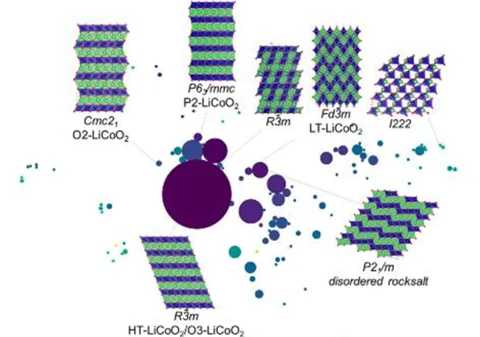 Cmc2₁
O2-LiCoO₂
P6₃/mmc
P2-LiCoO₂
R3̄m
Fd3̄m
LT-LiCoO₂
I222
P2₁/m
disordered rocksalt
R3̄m
HT-LiCoO₂/O3-LiCoO₂